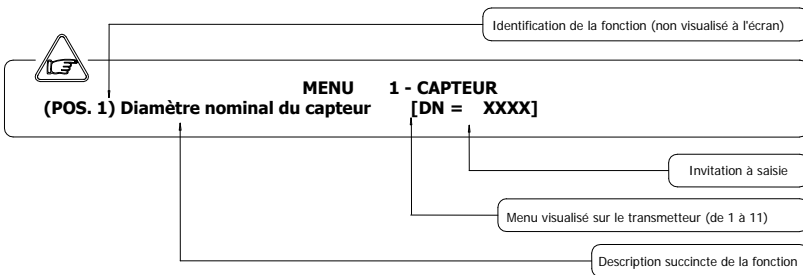 Identification de la fonction (non visualisé à l'écran)
MENU 1 - CAPTEUR
(POS. 1) Diamètre nominal du capteur [DN = XXXX]
Invitation à saisie
Menu visualisé sur le transmetteur (de 1 à 11)
Description succincte de la fonction